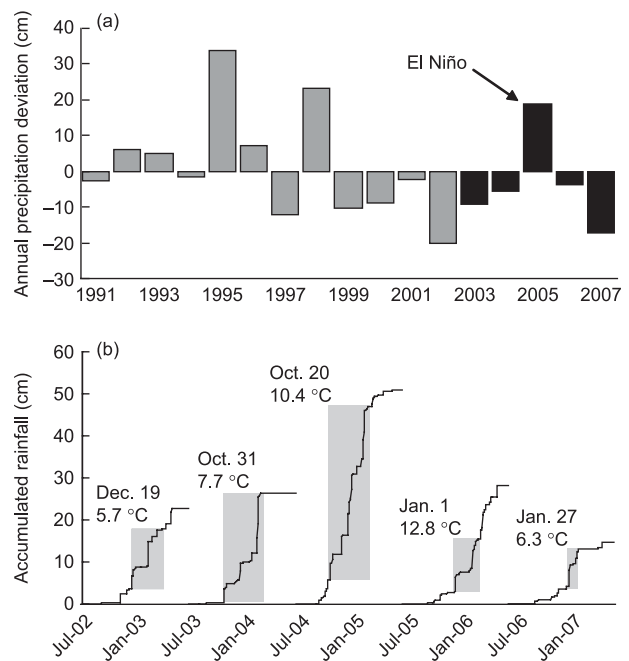 (a)
Annual precipitation deviation (cm)
40
30
20
10
0
–10
–20
–30
El Niño
1991
1993
1995
1997
1999
2001
2003
2005
2007
(b)
Accumulated rainfall (cm)
60
50
40
30
20
10
0
Dec. 19
5.7 °C
Oct. 31
7.7 °C
Oct. 20
10.4 °C
Jan. 1
12.8 °C
Jan. 27
6.3 °C
Jul-02
Jan-03
Jul-03
Jan-04
Jul-04
Jan-05
Jul-05
Jan-06
Jul-06
Jan-07